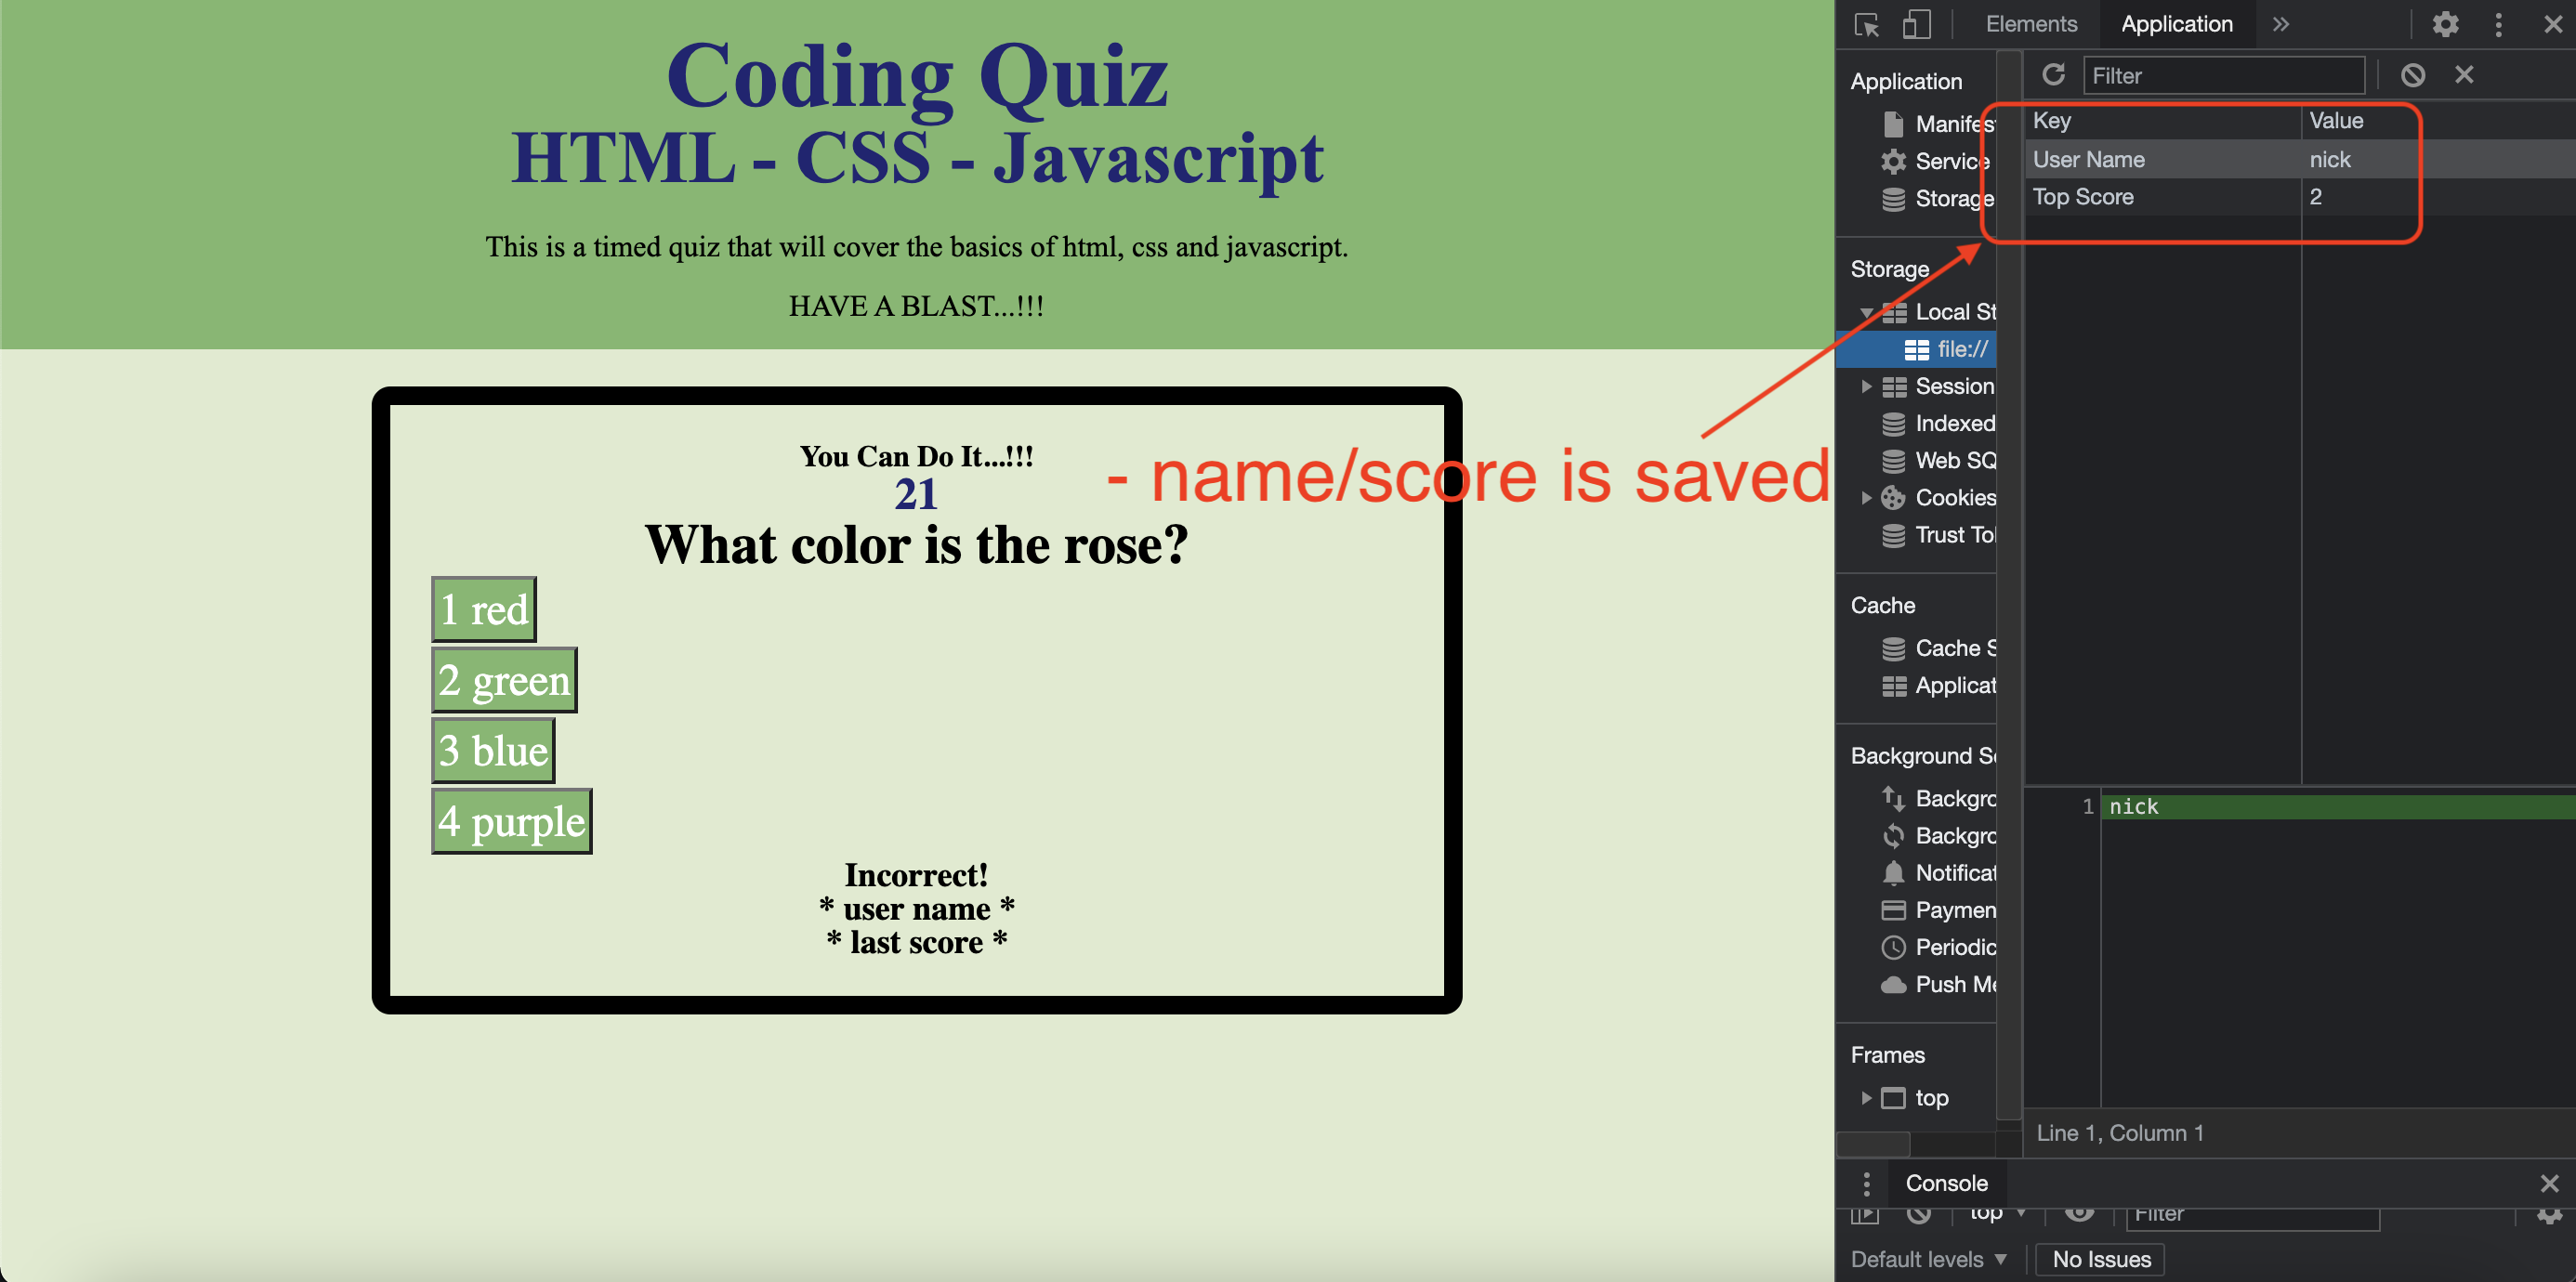 Coding Quiz
HTML - CSS - Javascript
This is a timed quiz that will cover the basics of html, css and javascript.
HAVE A BLAST...!!!
You Can Do It...!!!
21
What color is the rose?
1 red
2 green
3 blue
4 purple
Incorrect!
* user name *
* last score *
- name/score is saved
Elements
Application
Application
Manifes
Service
Storage
Storage
Local St
file://
Session
Indexed
Web SQ
Cookies
Trust To
Cache
Cache S
Applicat
Background Se
Backgro
Backgro
Notificat
Paymen
Periodic
Push Me
Frames
top
Filter
Key Value
User Name nick
Top Score 2
1 nick
Line 1, Column 1
Console
top
Filter
Default levels
No Issues